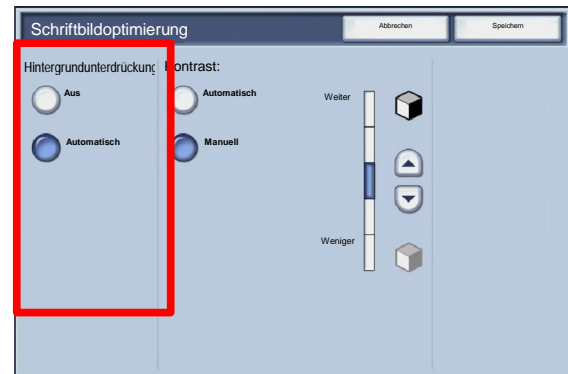 Schriftbildoptimierung
Abbrechen
Speichern
Hintergrundunterdrückung
Kontrast:
Aus
Automatisch
Automatisch
Manuell
Weiter
Weniger